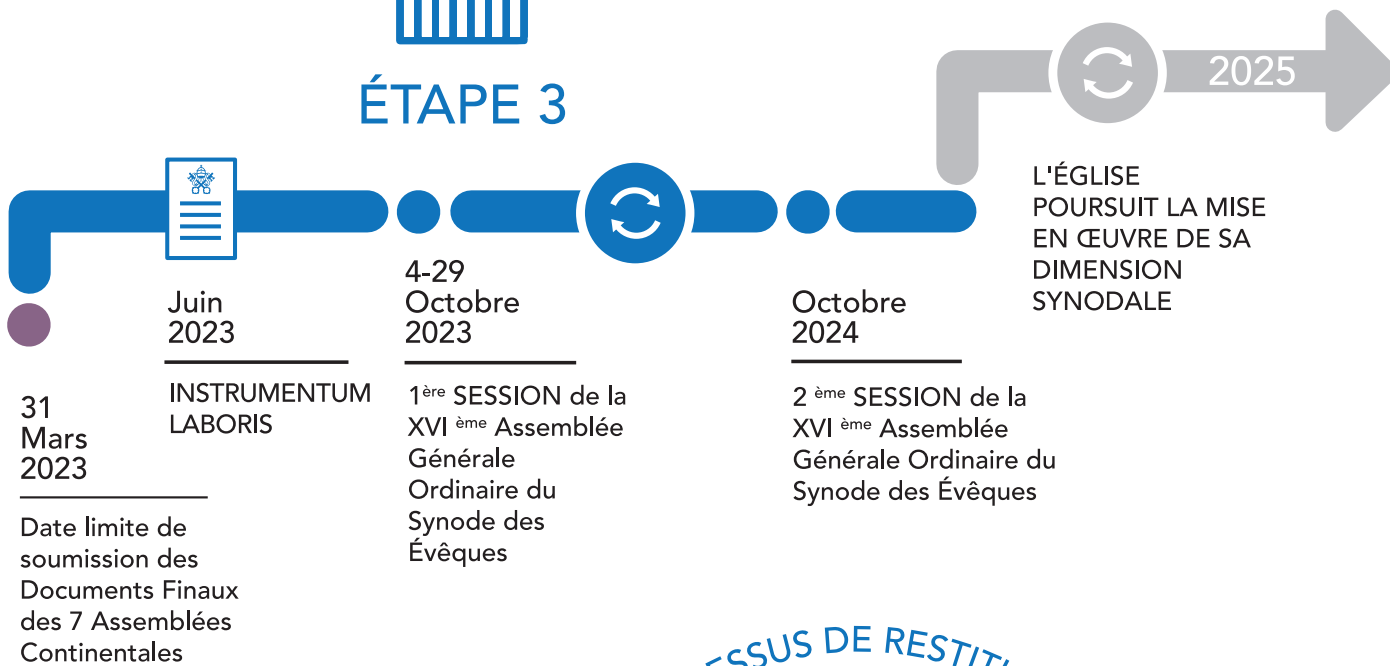 ÉTAPE 3
2025
L'ÉGLISE
POURSUIT LA MISE
EN ŒUVRE DE SA
DIMENSION
SYNODALE
31
Mars
2023
Date limite de
soumission des
Documents Finaux
des 7 Assemblées
Continentales
Juin
2023
INSTRUMENTUM
LABORIS
4-29
Octobre
2023
1ère SESSION de la
XVI ème Assemblée
Générale
Ordinaire du
Synode des
Évêques
Octobre
2024
2 ème SESSION de la
XVI ème Assemblée
Générale Ordinaire du
Synode des Évêques
DE